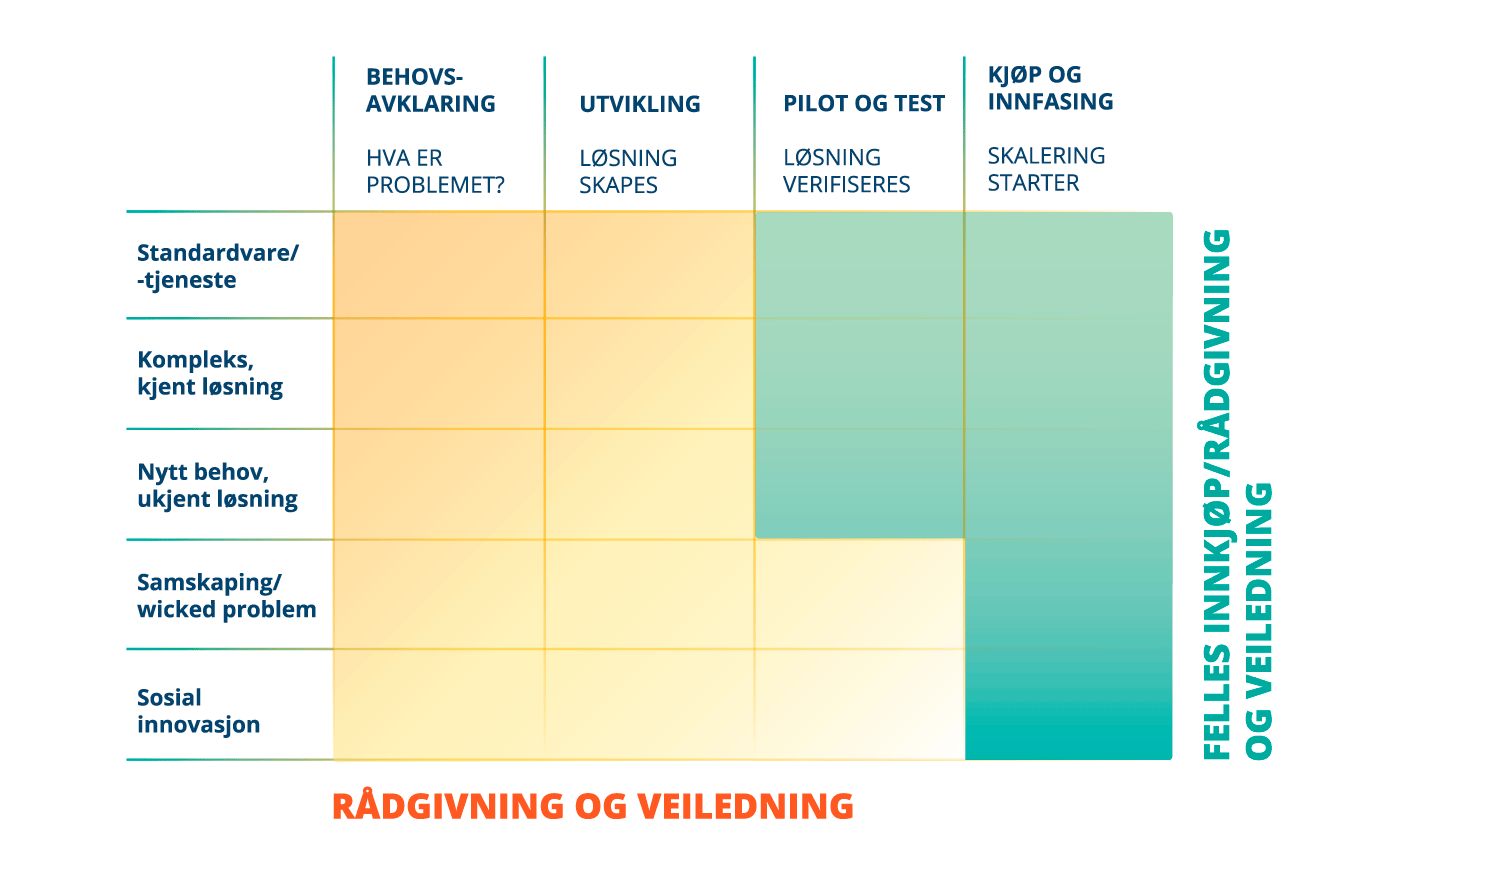 BEHOVS-
AVKLARING
HVA ER
PROBLEMET?
UTVIKLING
LØSNING
SKAPES
PILOT OG TEST
LØSNING
VERIFISERES
KJØP OG
INNFASING
SKALERING
STARTER
Standardvare/
-tjeneste
Kompleks,
kjent løsning
Nytt behov,
ukjent løsning
Samskaping/
wicked problem
Sosial
innovasjon
FELLES INNKJØP/RÅDGIVNING
OG VEILEDNING
RÅDGIVNING OG VEILEDNING